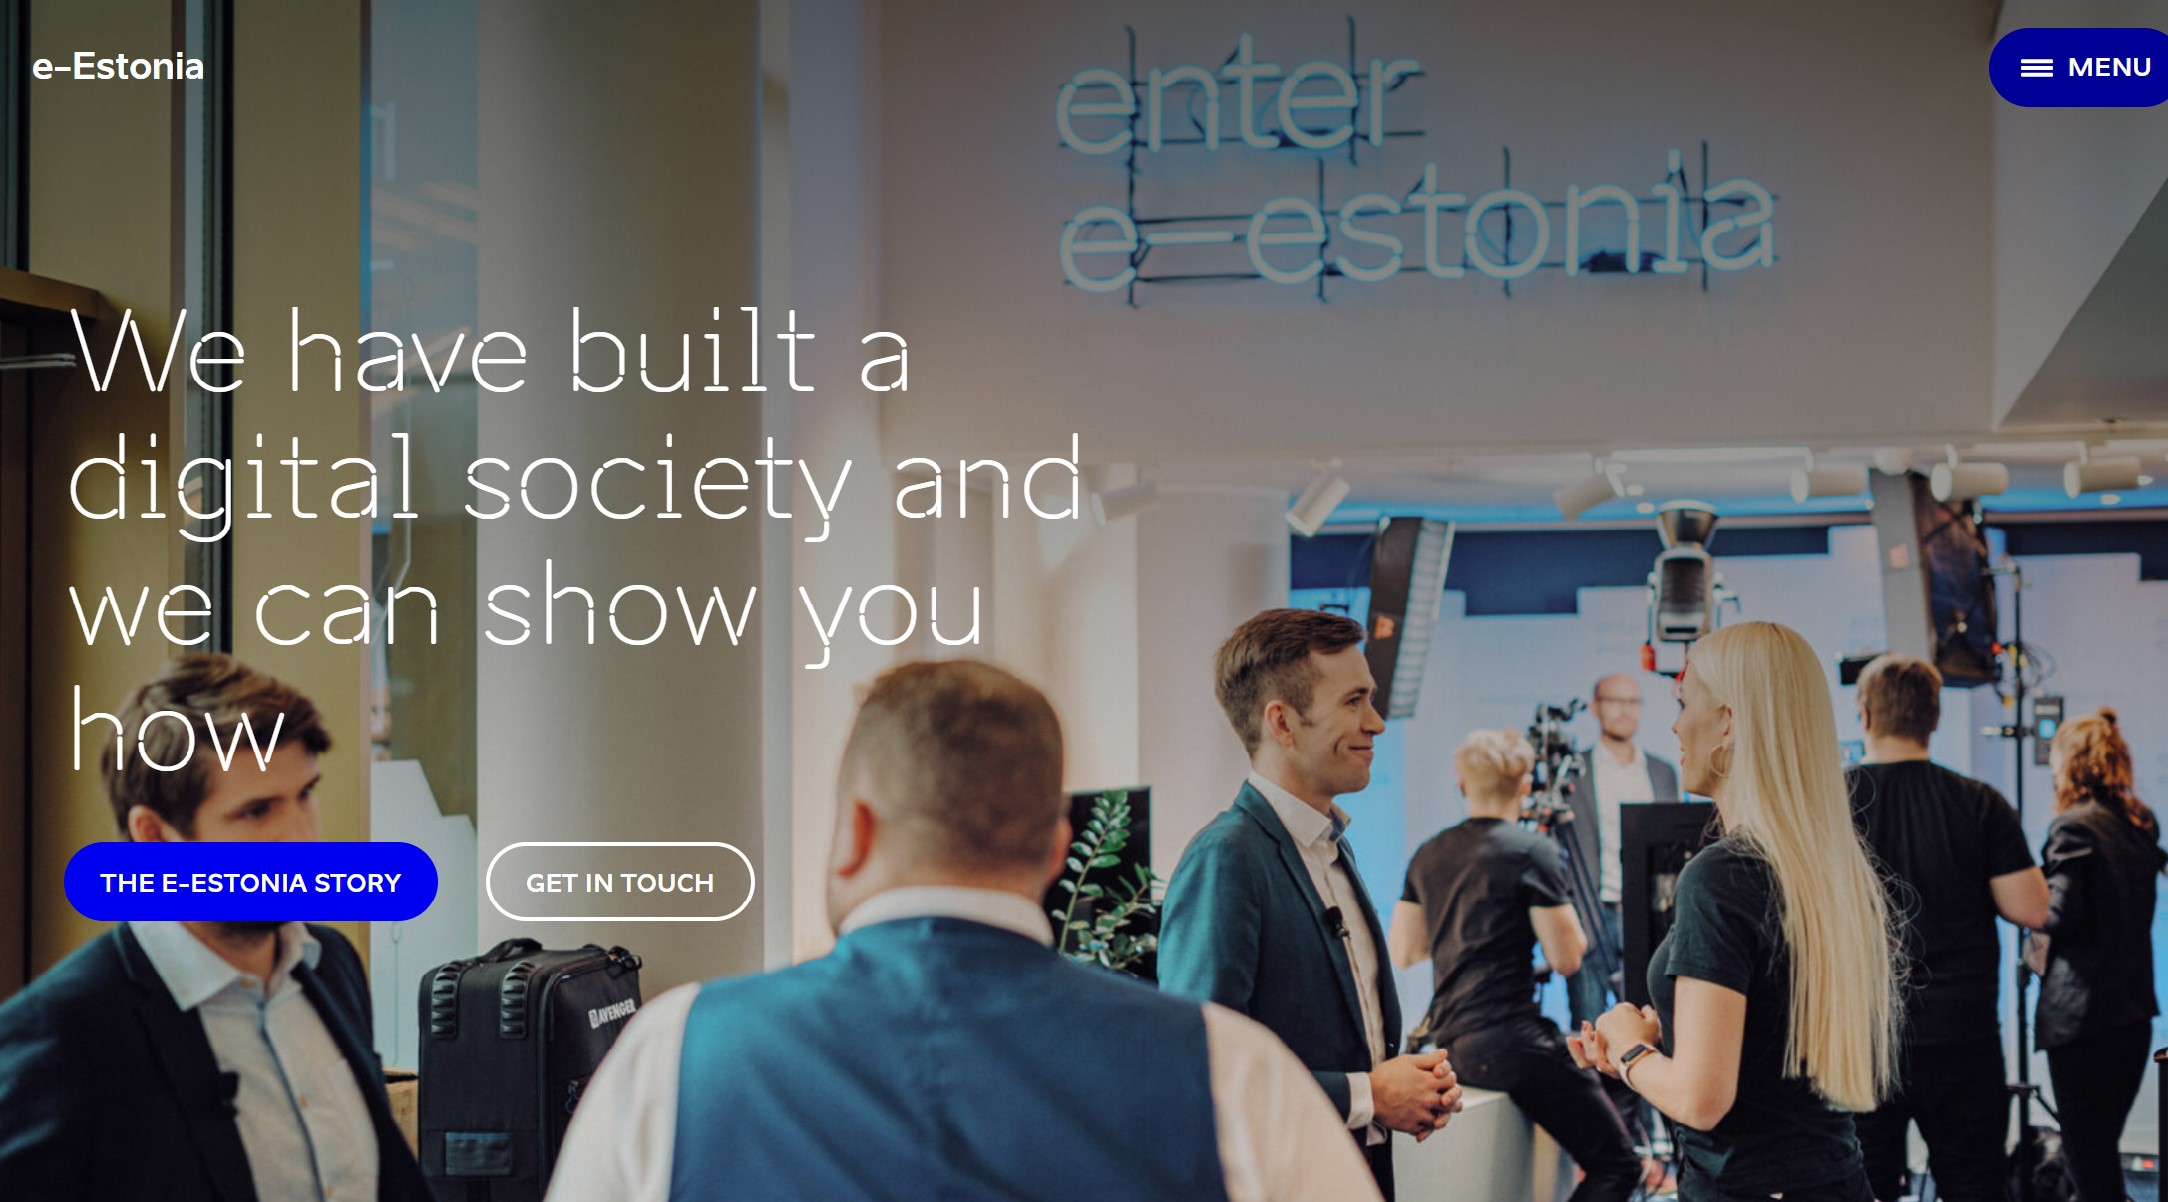 e-Estonia
MENU
enter
e-estonia
We have built a
digital society and
we can show you
how
THE E-ESTONIA STORY
GET IN TOUCH
AVENGER